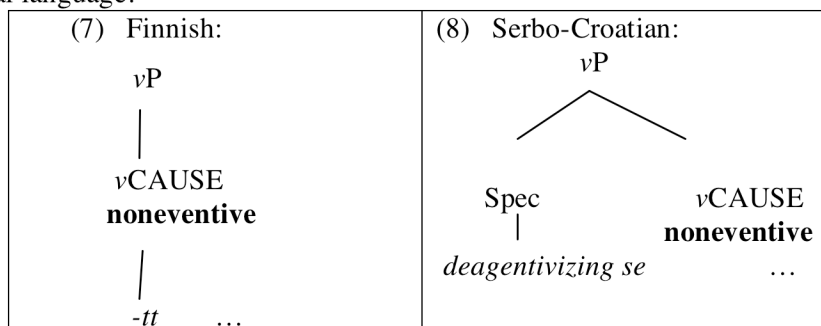 (7) Finnish:
vP
vCAUSE
noneventive
-tt …
(8) Serbo-Croatian:
vP
Spec vCAUSE
noneventive
deagentivizing se …